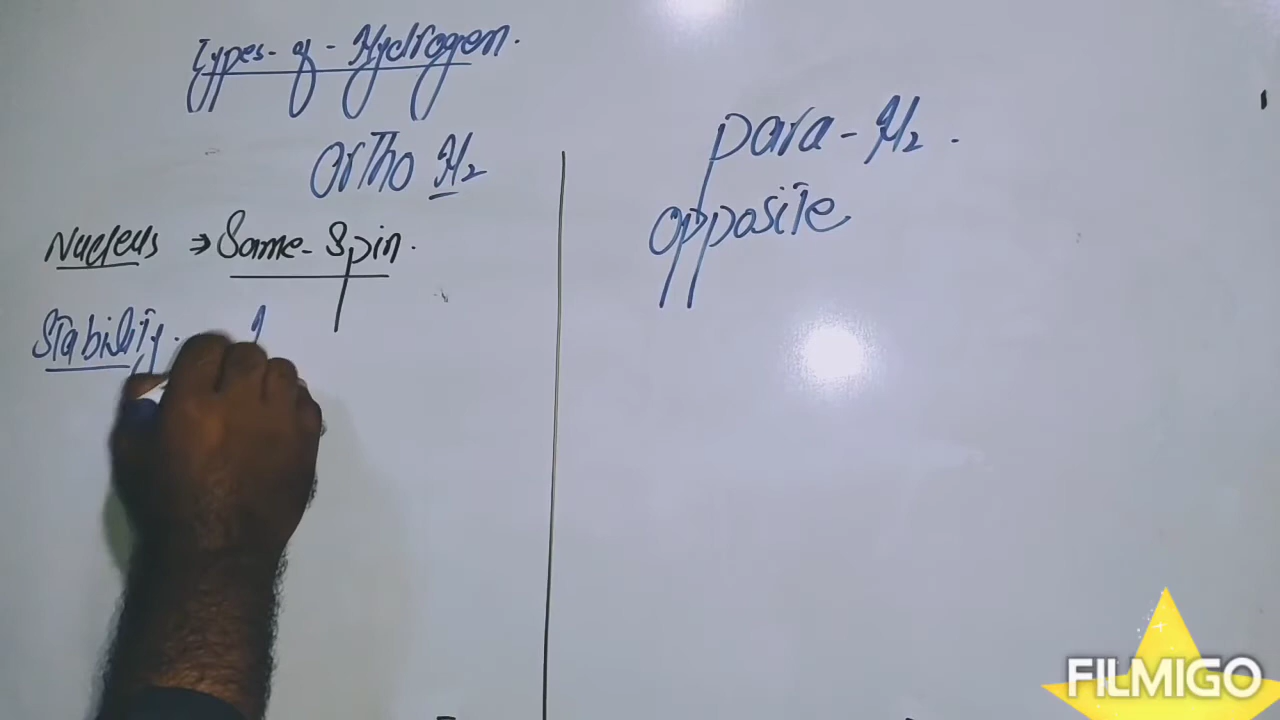 Types-of-Hydrogen.
Ortho H2
para-H2.
Nucleus ⇒ Same-Spin.
opposite
Stability.
FILMIGO